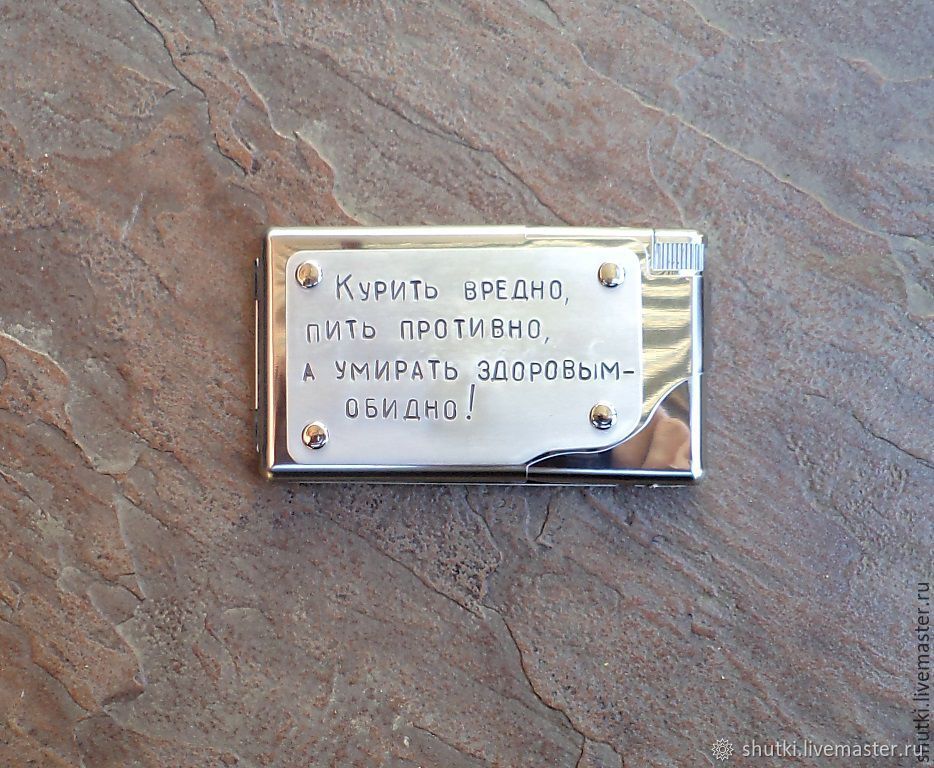 Курить вредно,
пить противно,
а умирать здоровым-
обидно!
shutki.livemaster.ru
shutki.livemaster.ru